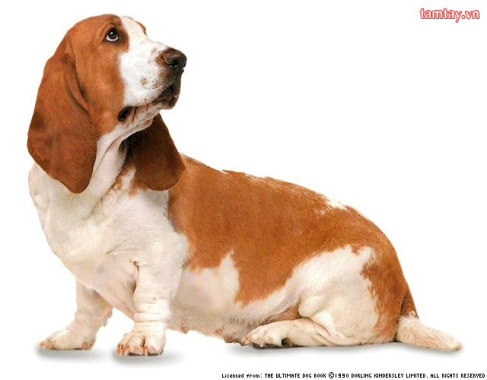 tamtay.vn
Licensed from: THE ULTIMATE DOG BOOK ©1990 DORLING KINDERSLEY LIMITED. ALL RIGHTS RESERVED